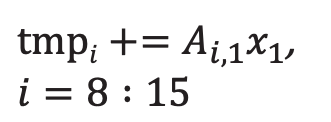 tmpᵢ += Aᵢ,₁x₁,
i = 8 : 15